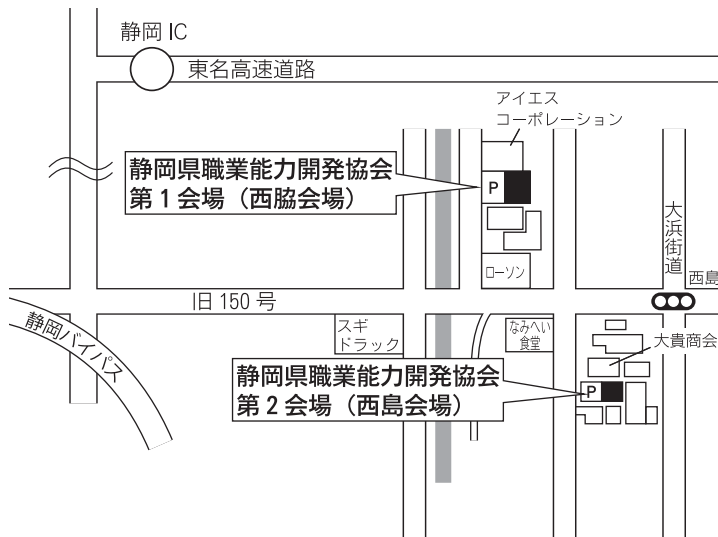 静岡 IC
東名高速道路
アイエス
コーポレーション
静岡県職業能力開発協会
第1会場（西脇会場）
P
大浜街道
西島
ローソン
旧 150 号
静岡バイパス
スギ
ドラック
なみへい
食堂
大貴商会
静岡県職業能力開発協会
第2会場（西島会場）
P